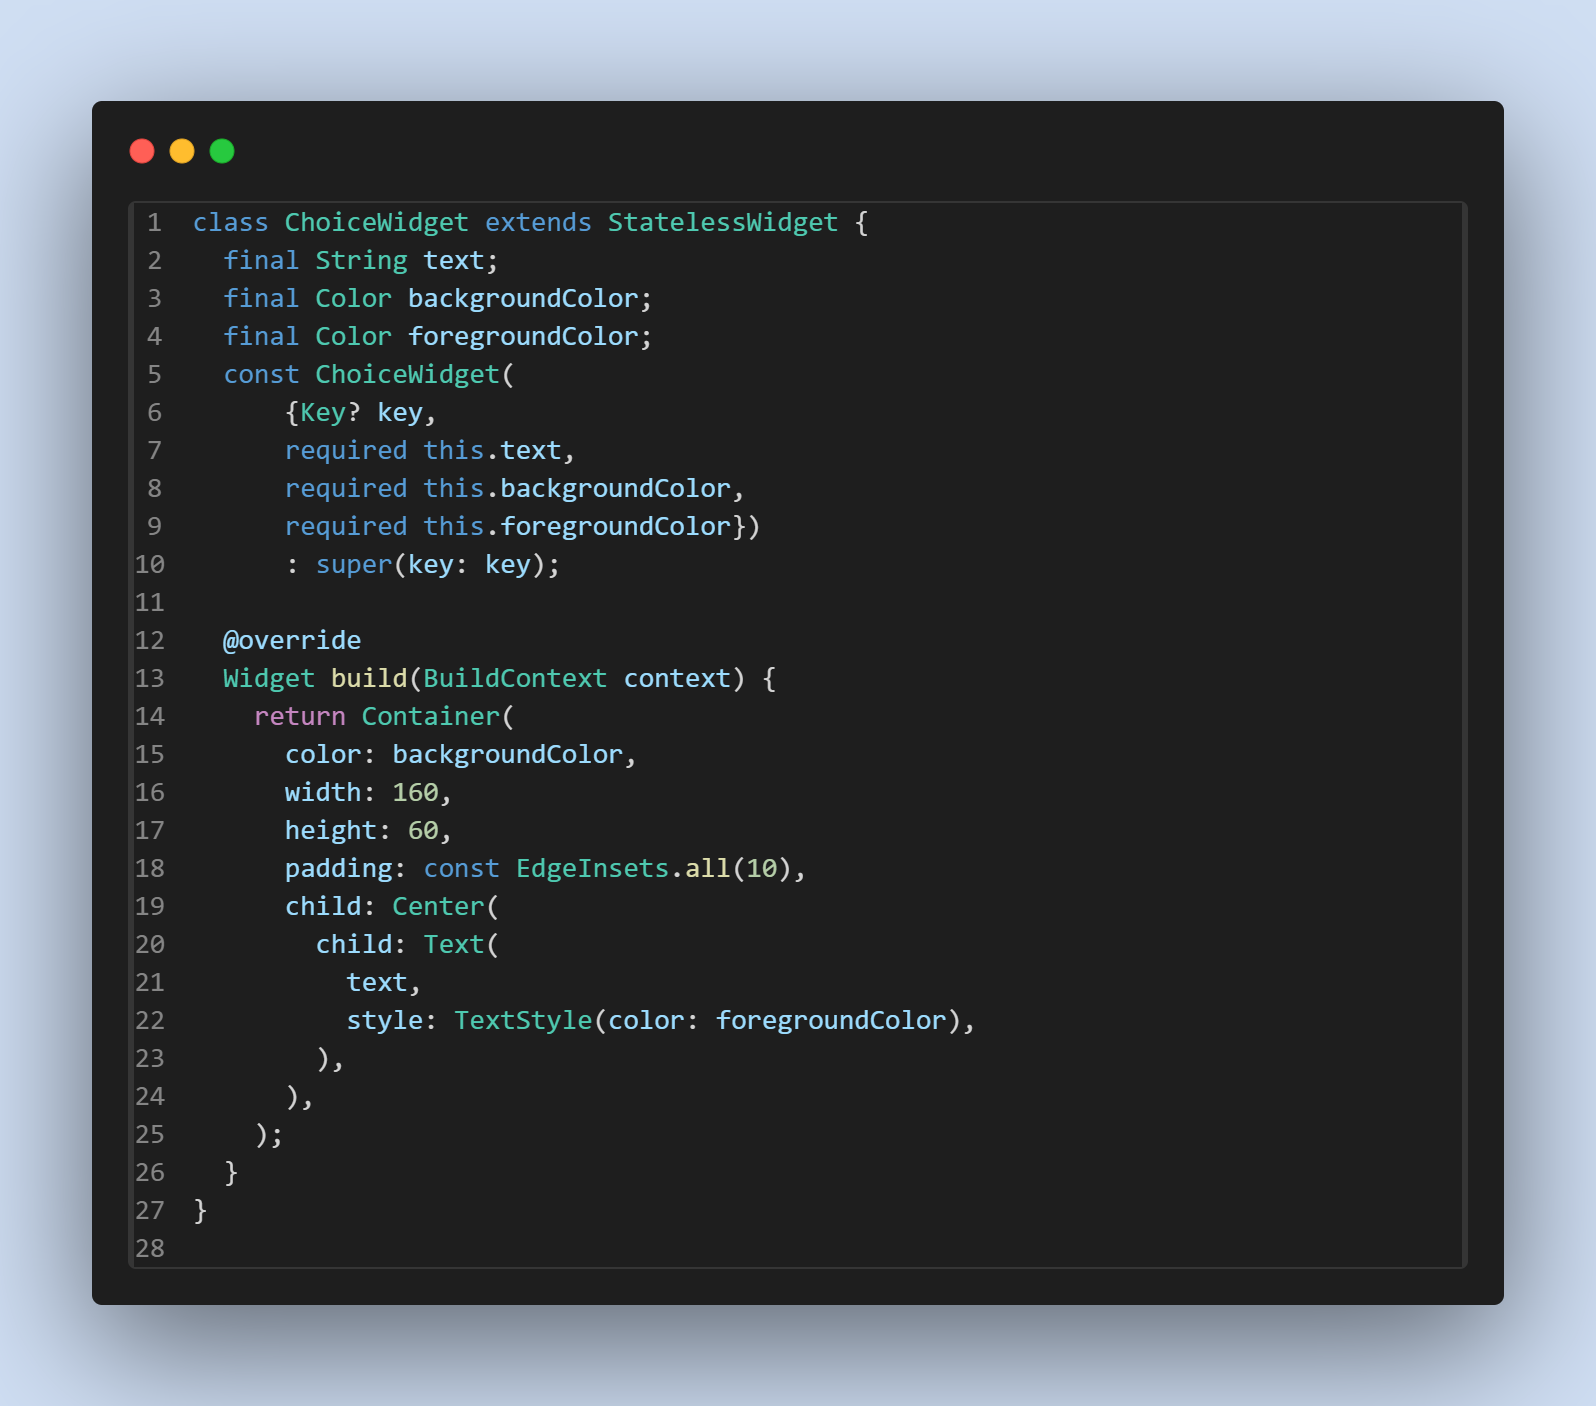 1 class ChoiceWidget extends StatelessWidget {
2   final String text;
3   final Color backgroundColor;
4   final Color foregroundColor;
5   const ChoiceWidget(
6       {Key? key,
7       required this.text,
8       required this.backgroundColor,
9       required this.foregroundColor})
10       : super(key: key);
11
12   @override
13   Widget build(BuildContext context) {
14     return Container(
15       color: backgroundColor,
16       width: 160,
17       height: 60,
18       padding: const EdgeInsets.all(10),
19       child: Center(
20         child: Text(
21           text,
22           style: TextStyle(color: foregroundColor),
23         ),
24       ),
25     );
26   }
27 }
28